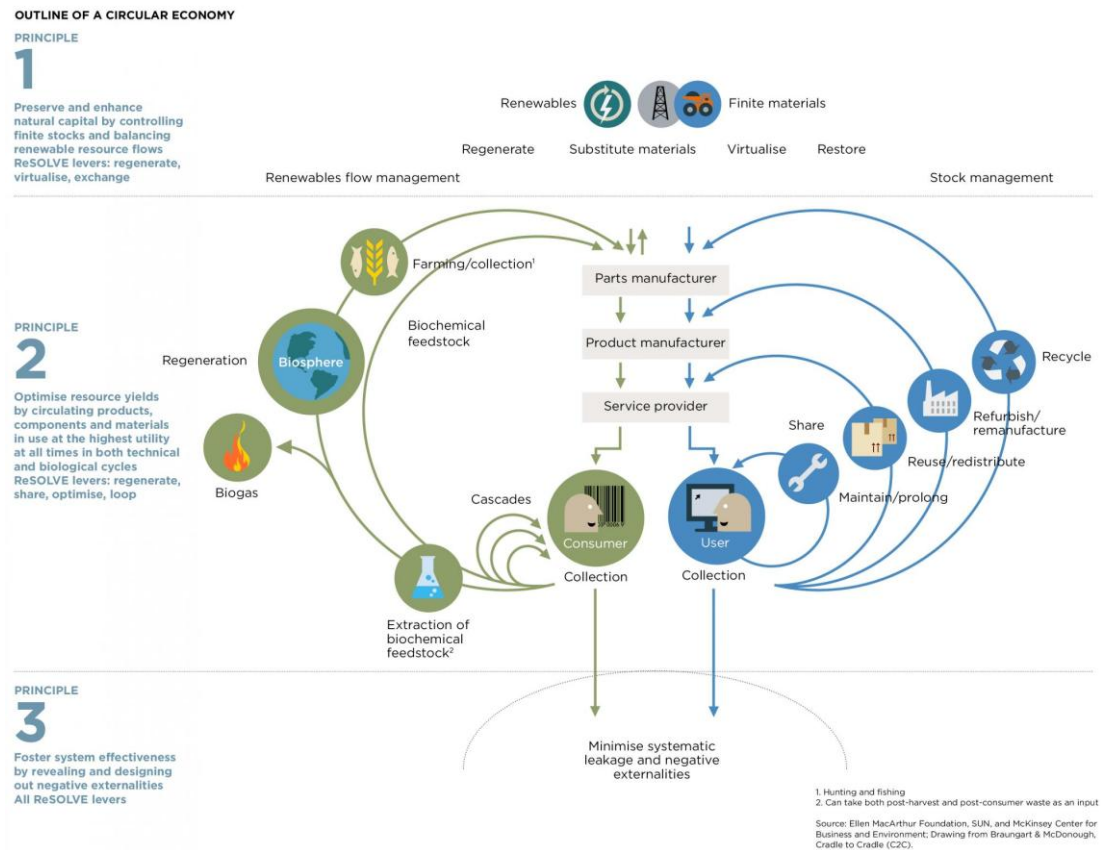 OUTLINE OF A CIRCULAR ECONOMY
PRINCIPLE
1
Preserve and enhance
natural capital by controlling
finite stocks and balancing
renewable resource flows
ReSOLVE levers: regenerate,
virtualise, exchange
Renewables
Finite materials
Regenerate
Substitute materials
Virtualise
Restore
Renewables flow management
Stock management
PRINCIPLE
2
Optimise resource yields
by circulating products,
components and materials
in use at the highest utility
at all times in both technical
and biological cycles
ReSOLVE levers: regenerate,
share, optimise, loop
Farming/collection¹
Biochemical
feedstock
Regeneration
Biosphere
Biogas
Cascades
Extraction of
biochemical
feedstock²
Parts manufacturer
Product manufacturer
Service provider
Consumer
Collection
User
Collection
Share
Maintain/prolong
Reuse/redistribute
Refurbish/
remanufacture
Recycle
PRINCIPLE
3
Foster system effectiveness
by revealing and designing
out negative externalities
All ReSOLVE levers
Minimise systematic
leakage and negative
externalities
1. Hunting and fishing
2. Can take both post-harvest and post-consumer waste as an input
Source: Ellen MacArthur Foundation, SUN, and McKinsey Center for
Business and Environment; Drawing from Braungart & McDonough,
Cradle to Cradle (C2C).